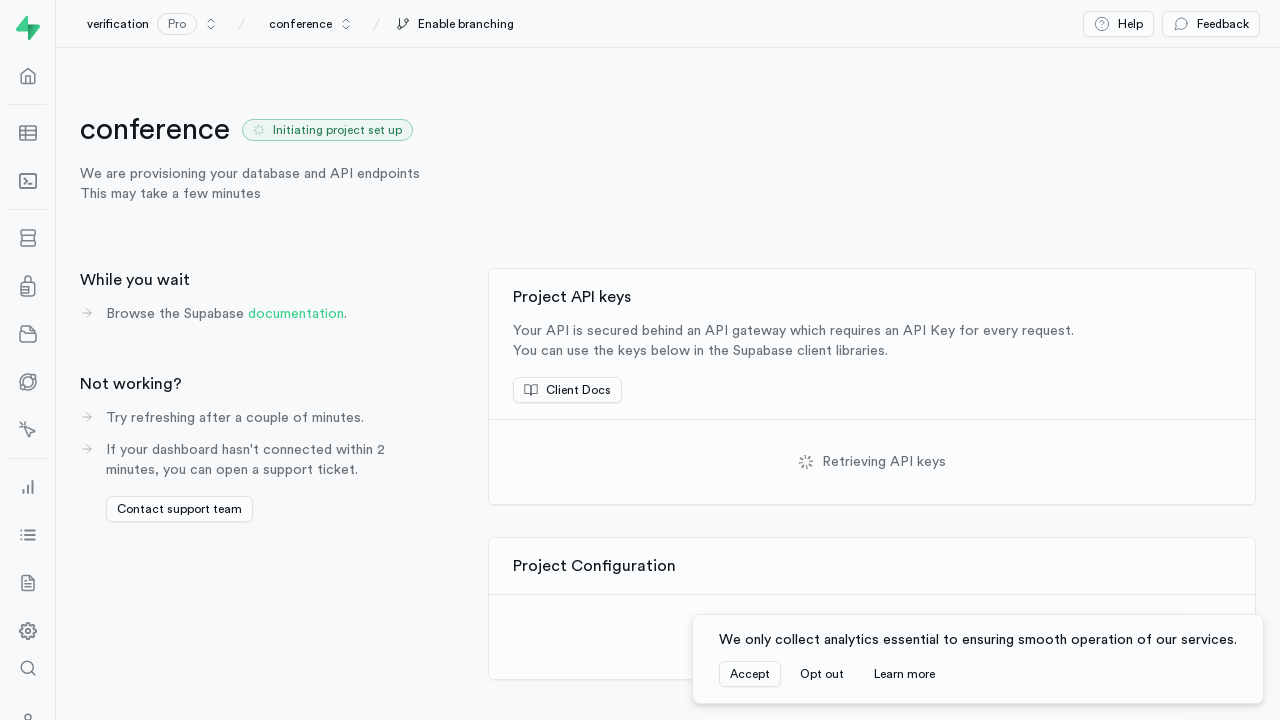 verification Pro / conference / Enable branching Help Feedback
conference Initiating project set up
We are provisioning your database and API endpoints
This may take a few minutes
While you wait
Browse the Supabase documentation.
Not working?
Try refreshing after a couple of minutes.
If your dashboard hasn't connected within 2
minutes, you can open a support ticket.
Contact support team
Project API keys
Your API is secured behind an API gateway which requires an API Key for every request.
You can use the keys below in the Supabase client libraries.
Client Docs
Retrieving API keys
Project Configuration
We only collect analytics essential to ensuring smooth operation of our services.
Accept Opt out Learn more